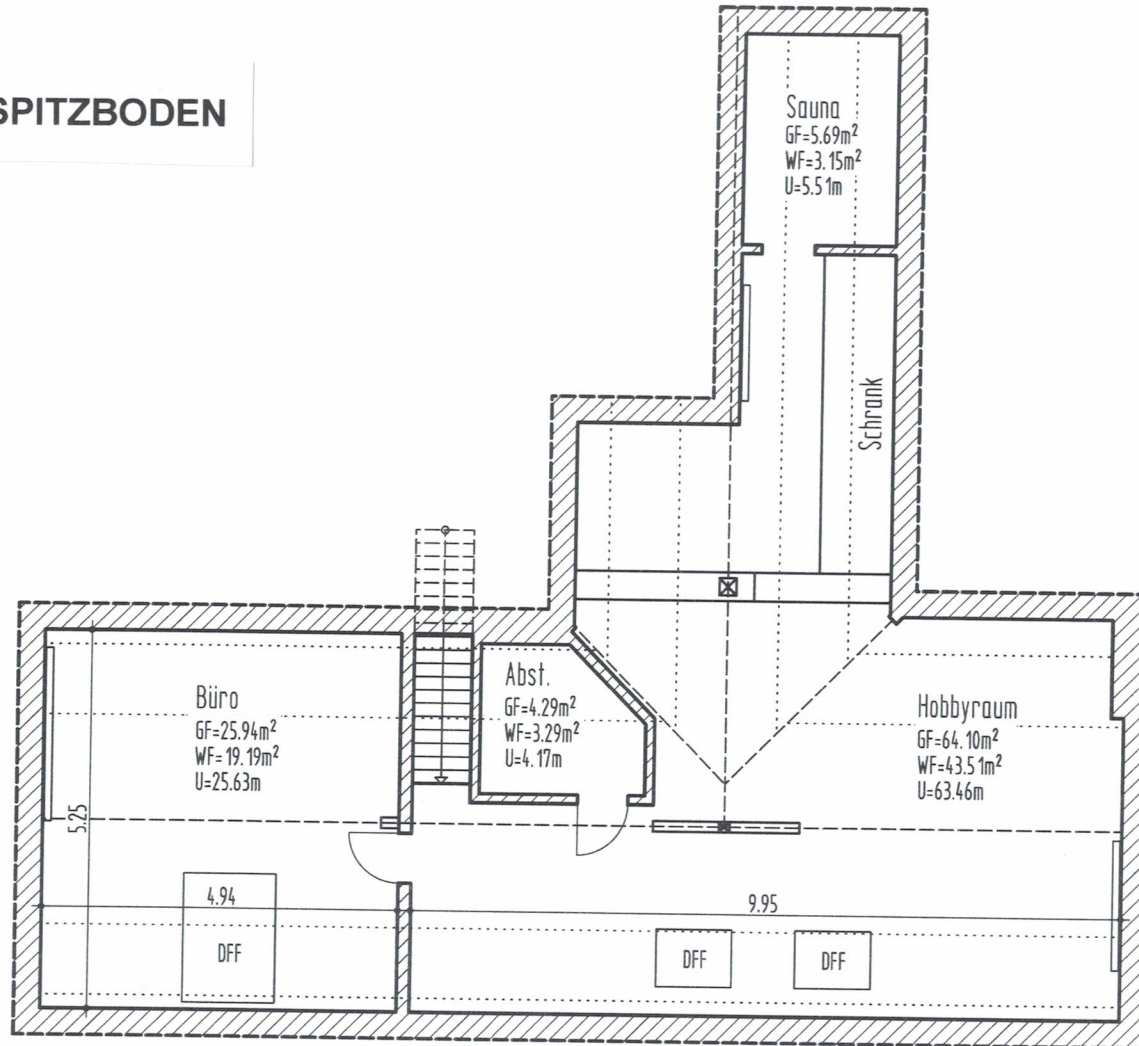 SPITZBODEN
Sauna
GF=5.69m²
WF=3.15m²
U=5.51m
Schrank
Büro
GF=25.94m²
WF=19.19m²
U=25.63m
Abst.
GF=4.29m²
WF=3.29m²
U=4.17m
Hobbyraum
GF=64.10m²
WF=43.51m²
U=63.46m
5.25
4.94
9.95
DFF
DFF
DFF